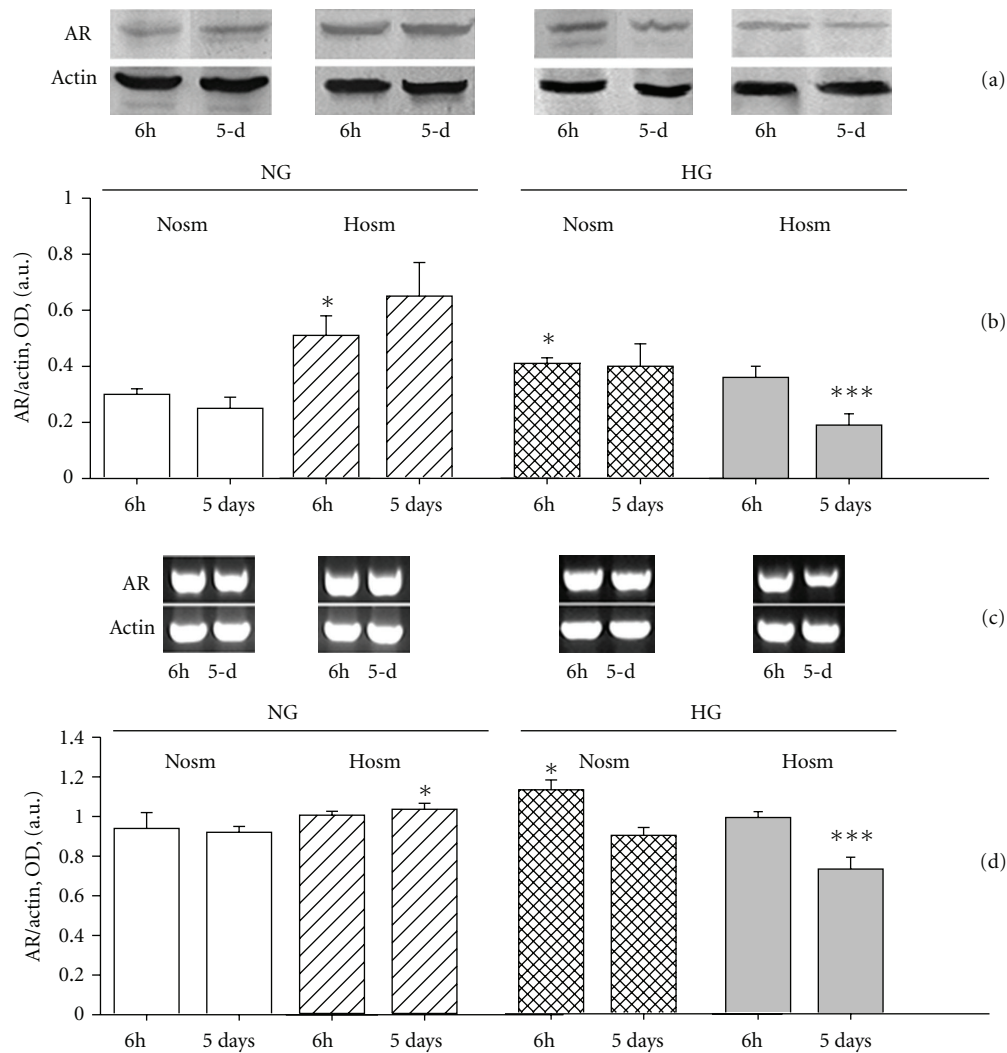 AR
Actin
6h 5-d 6h 5-d 6h 5-d 6h 5-d
(a)
NG HG
Nosm Hosm Nosm Hosm
AR/actin, OD, (a.u.)
1
0.8
0.6
0.4
0.2
0
* * ***
6h 5 days 6h 5 days 6h 5 days 6h 5 days
(b)
AR
Actin
6h 5-d 6h 5-d 6h 5-d 6h 5-d
(c)
NG HG
Nosm Hosm Nosm Hosm
AR/actin, OD, (a.u.)
1.4
1.2
1
0.8
0.6
0.4
0.2
0
* * ***
6h 5 days 6h 5 days 6h 5 days 6h 5 days
(d)